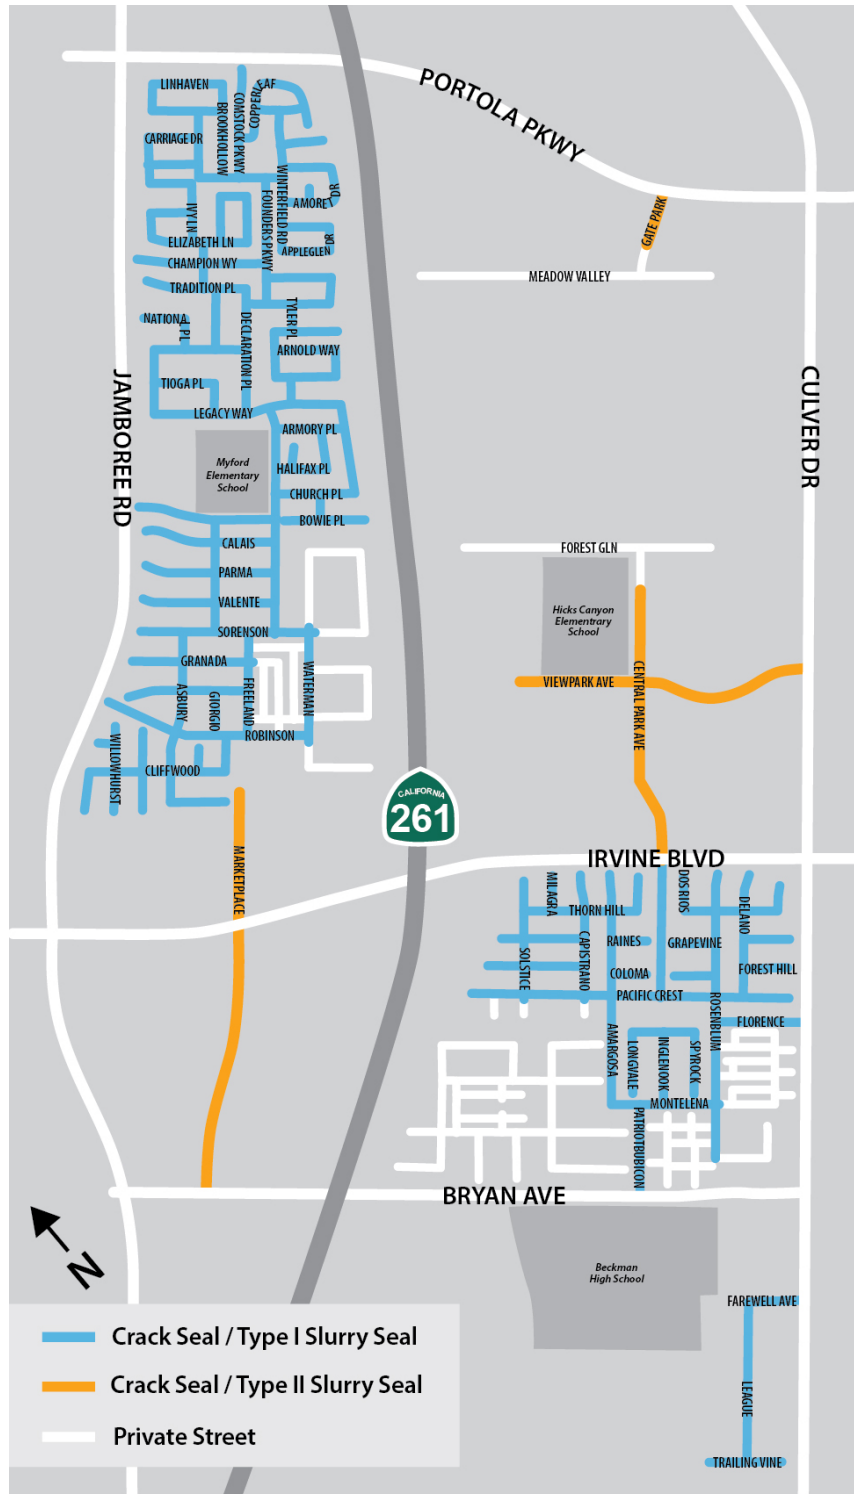 PORTOLA PKWY
LINHAVEN
COPPERLEAF
COMSTOCK PKWY
BROOKHOLLOW
CARRIAGE DR
WINTERFIELD RD
AMORET DR
FOUNDERS PKWY
IVY LN
GATE PARK
ELIZABETH LN
APPLEGLEN DR
CHAMPION WY
MEADOW VALLEY
TRADITION PL
TYLER PL
NATIONAL PL
DECLARATION PL
ARNOLD WAY
TIOGA PL
JAMBOREE RD
CULVER DR
LEGACY WAY
ARMORY PL
Myford
Elementary
School
HALIFAX PL
CHURCH PL
BOWIE PL
CALAIS
FOREST GLN
PARMA
VALENTE
Hicks Canyon
Elementrary
School
SORENSON
GRANADA
WATERMAN
VIEWPARK AVE
CENTRAL PARK AVE
ASBURY
GIORGIO
FREELAND
ROBINSON
WILLOWHURST
CLIFFWOOD
CALIFORNIA
261
MARKETPLACE
IRVINE BLVD
MILAGRA
DOS RIOS
THORN HILL
DELANO
CAPISTRANO
RAINES
GRAPEVINE
SOLSTICE
COLOMA
FOREST HILL
PACIFIC CREST
ROSENBLUM
FLORENCE
AMARGOSA
LONGVALE
INGLENOOK
SPYROCK
MONTELENA
PATRIOT
BUBICON
BRYAN AVE
N
Beckman
High School
FAREWELL AVE
LEAGUE
TRAILING VINE
Crack Seal / Type I Slurry Seal
Crack Seal / Type II Slurry Seal
Private Street